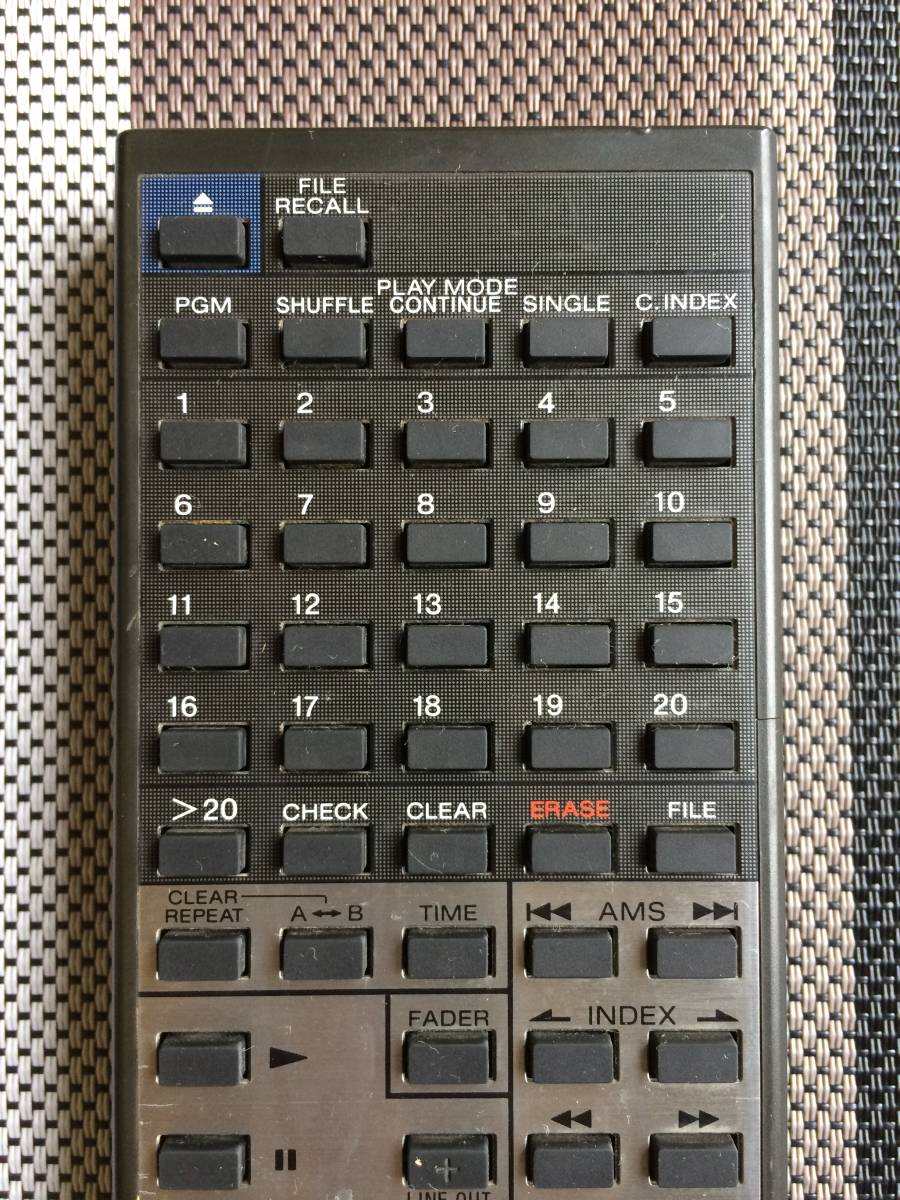 FILE
RECALL
PLAY MODE
PGM SHUFFLE CONTINUE SINGLE C.INDEX
1 2 3 4 5
6 7 8 9 10
11 12 13 14 15
16 17 18 19 20
>20 CHECK CLEAR ERASE FILE
CLEAR
REPEAT A↔B TIME AMS
FADER INDEX
+
LINE OUT